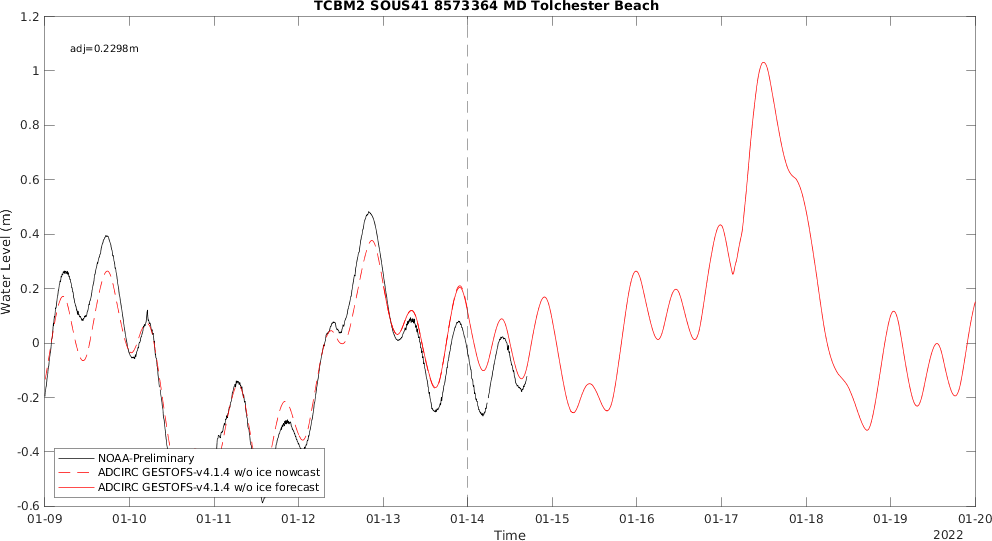 TCBM2 SOUS41 8573364 MD Tolchester Beach
adj=0.2298m
1.2
1
0.8
0.6
0.4
0.2
0
-0.2
-0.4
-0.6
Water Level (m)
NOAA-Preliminary
ADCIRC GESTOFS-v4.1.4 w/o ice nowcast
ADCIRC GESTOFS-v4.1.4 w/o ice forecast
01-09 01-10 01-11 01-12 01-13 01-14 01-15 01-16 01-17 01-18 01-19 01-20
Time
2022